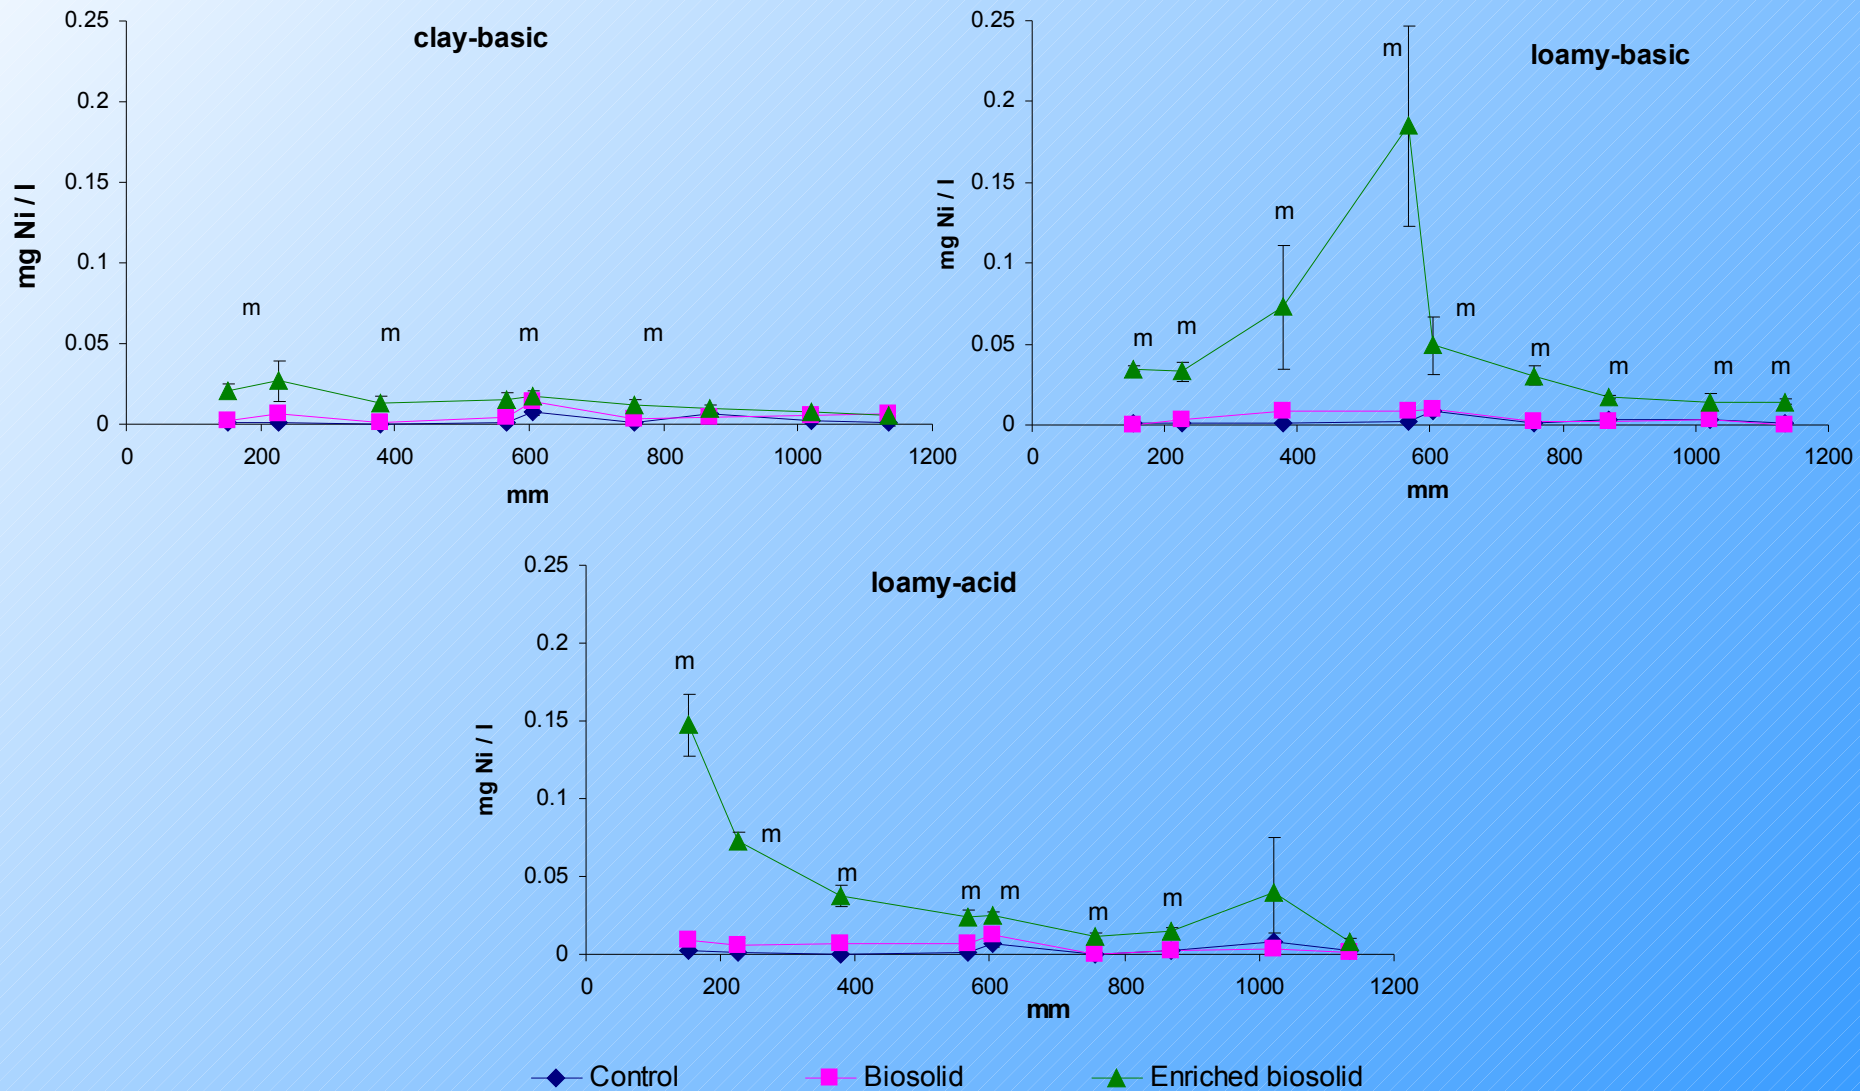 clay-basic
0.25
0.2
0.15
0.1
0.05
0
mg Ni / l
m
m
m
m
0 200 400 600 800 1000 1200
mm
loamy-basic
0.25
0.2
0.15
0.1
0.05
0
mg Ni / l
m
m
m
m
m
m
m
m
m
0 200 400 600 800 1000 1200
mm
loamy-acid
0.25
0.2
0.15
0.1
0.05
0
mg Ni / l
m
m
m
m
m
m
m
0 200 400 600 800 1000 1200
mm
Control Biosolid Enriched biosolid